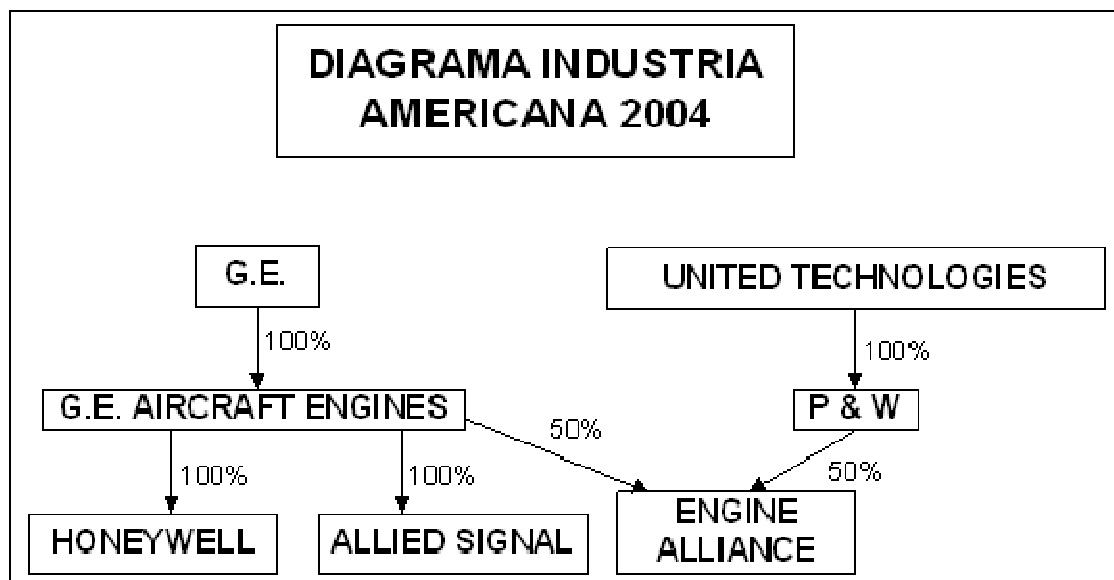 DIAGRAMA INDUSTRIA
AMERICANA 2004
G.E.
UNITED TECHNOLOGIES
100%
100%
G.E. AIRCRAFT ENGINES
P & W
50%
100%
100%
50%
HONEYWELL
ALLIED SIGNAL
ENGINE
ALLIANCE